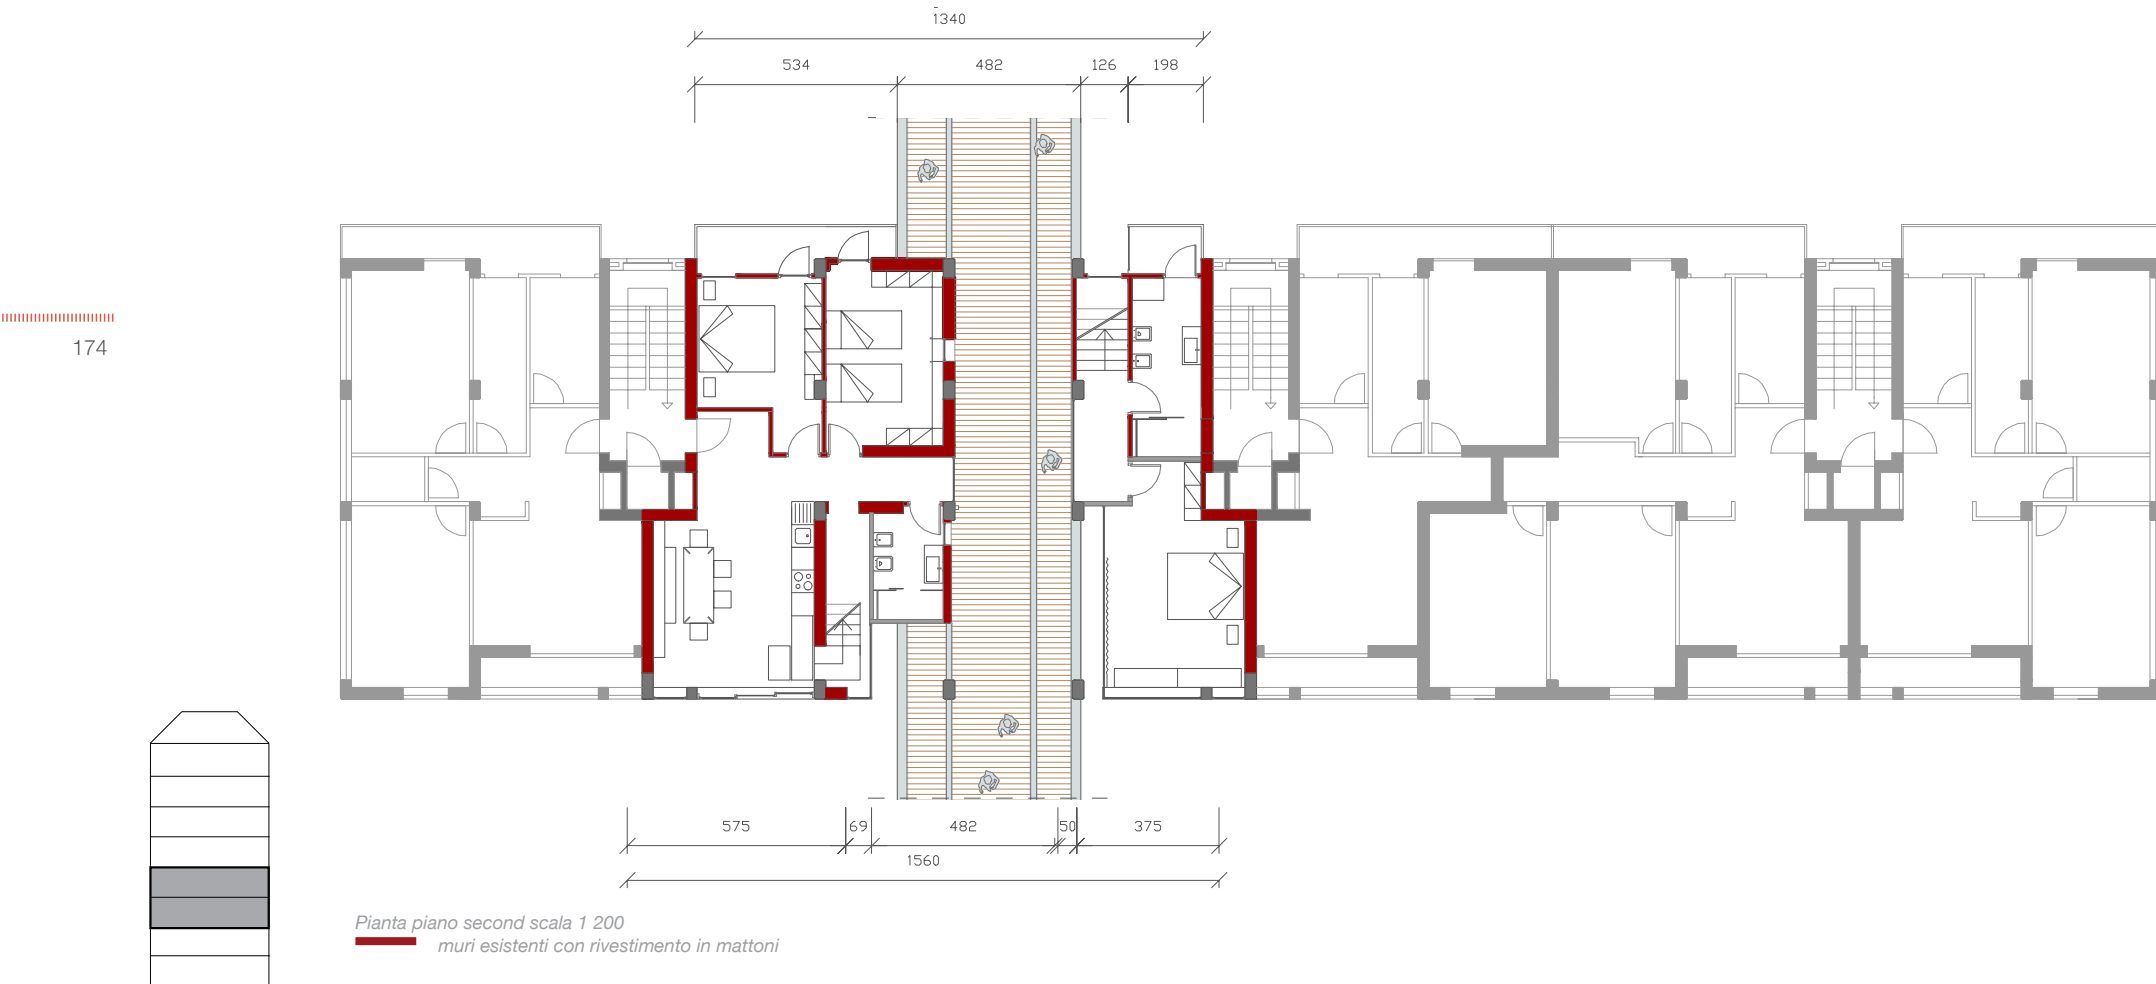 1340
534 482 126 198
174
575 69 482 50 375
1560
Pianta piano second scala 1 200
muri esistenti con rivestimento in mattoni